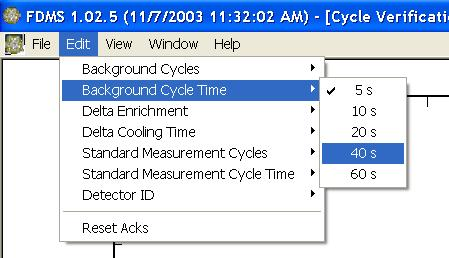 FDMS 1.02.5 (11/7/2003 11:32:02 AM) - [Cycle Verificati
File Edit View Window Help
Background Cycles
Background Cycle Time
5 s
Delta Enrichment
10 s
Delta Cooling Time
20 s
Standard Measurement Cycles
40 s
Standard Measurement Cycle Time
60 s
Detector ID
Reset Acks